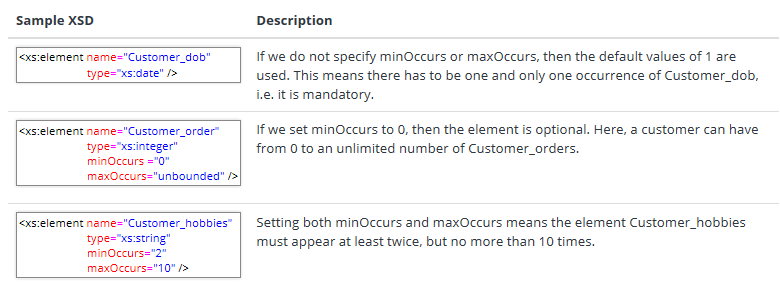 Sample XSD Description
<xs:element name="Customer_dob"
type="xs:date" />
If we do not specify minOccurs or maxOccurs, then the default values of 1 are
used. This means there has to be one and only one occurrence of Customer_dob,
i.e. it is mandatory.
<xs:element name="Customer_order"
type="xs:integer"
minOccurs ="0"
maxOccurs="unbounded" />
If we set minOccurs to 0, then the element is optional. Here, a customer can have
from 0 to an unlimited number of Customer_orders.
<xs:element name="Customer_hobbies"
type="xs:string"
minOccurs="2"
maxOccurs="10" />
Setting both minOccurs and maxOccurs means the element Customer_hobbies
must appear at least twice, but no more than 10 times.